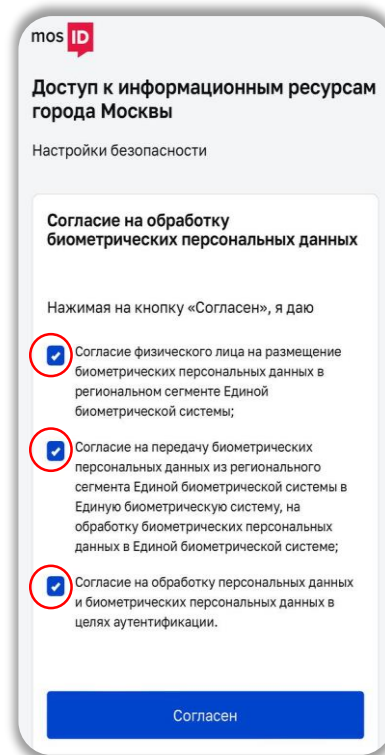 mos ID
Доступ к информационным ресурсам
города Москвы
Настройки безопасности
Согласие на обработку
биометрических персональных данных
Нажимая на кнопку «Согласен», я даю
Согласие физического лица на размещение
биометрических персональных данных в
региональном сегменте Единой
биометрической системы;
Согласие на передачу биометрических
персональных данных из регионального
сегмента Единой биометрической системы в
Единую биометрическую систему, на
обработку биометрических персональных
данных в Единой биометрической системе;
Согласие на обработку персональных данных
и биометрических персональных данных в
целях аутентификации.
Согласен